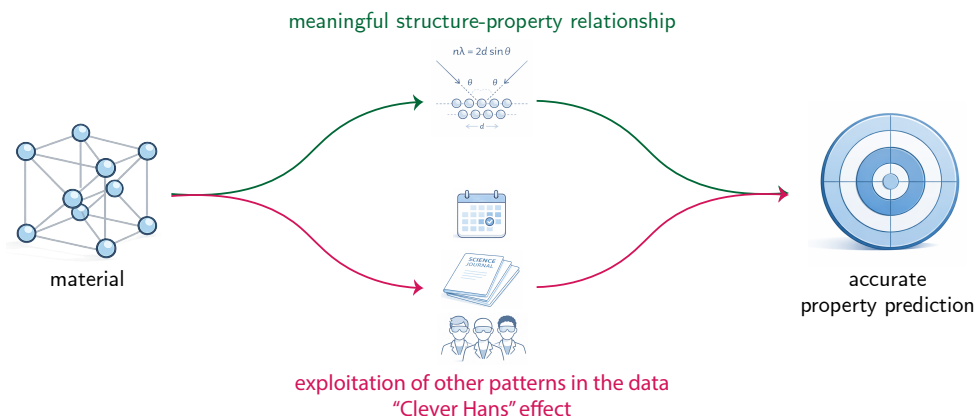 meaningful structure-property relationship
nλ = 2d sin θ
θ θ
d
SCIENCE
JOURNAL
material
accurate
property prediction
exploitation of other patterns in the data
“Clever Hans” effect